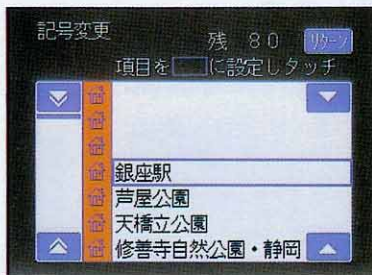 記号変更
残 80 リターン
項目を に設定しタッチ
銀座駅
芦屋公園
天橋立公園
修善寺自然公園・静岡